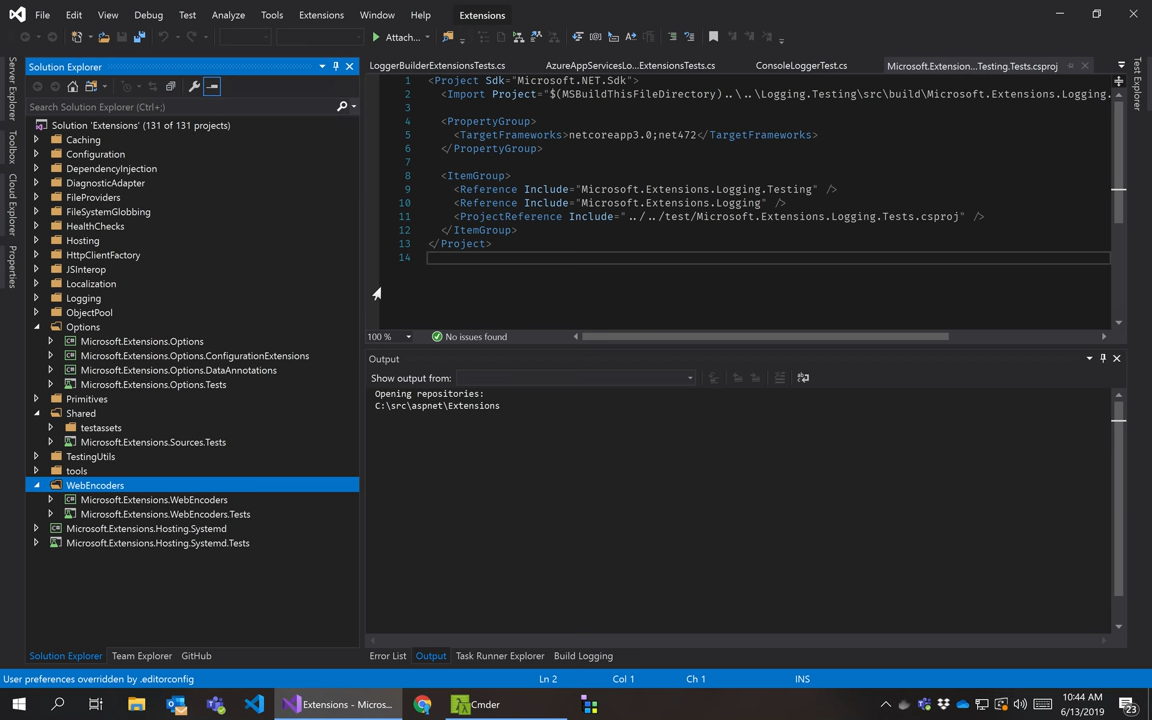 File Edit View Debug Test Analyze Tools Extensions Window Help Extensions
Attach...
Server Explorer
Toolbox
Cloud Explorer
Properties
Solution Explorer
Search Solution Explorer (Ctrl+;)
Solution 'Extensions' (131 of 131 projects)
Caching
Configuration
DependencyInjection
DiagnosticAdapter
FileProviders
FileSystemGlobbing
HealthChecks
Hosting
HttpClientFactory
JSInterop
Localization
Logging
ObjectPool
Options
Microsoft.Extensions.Options
Microsoft.Extensions.Options.ConfigurationExtensions
Microsoft.Extensions.Options.DataAnnotations
Microsoft.Extensions.Options.Tests
Primitives
Shared
testassets
Microsoft.Extensions.Sources.Tests
TestingUtils
tools
WebEncoders
Microsoft.Extensions.WebEncoders
Microsoft.Extensions.WebEncoders.Tests
Microsoft.Extensions.Hosting.Systemd
Microsoft.Extensions.Hosting.Systemd.Tests
Solution Explorer Team Explorer GitHub
LoggerBuilderExtensionsTests.cs AzureAppServicesLo...ExtensionsTests.cs ConsoleLoggerTest.cs Microsoft.Extension...Testing.Tests.csproj
1 <Project Sdk="Microsoft.NET.Sdk">
2 <Import Project="$(MSBuildThisFileDirectory)..\..\Logging.Testing\src\build\Microsoft.Extensions.Logging.
3
4 <PropertyGroup>
5 <TargetFrameworks>netcoreapp3.0;net472</TargetFrameworks>
6 </PropertyGroup>
7
8 <ItemGroup>
9 <Reference Include="Microsoft.Extensions.Logging.Testing" />
10 <Reference Include="Microsoft.Extensions.Logging" />
11 <ProjectReference Include="../../test/Microsoft.Extensions.Logging.Tests.csproj" />
12 </ItemGroup>
13 </Project>
14
100 % No issues found
Output
Show output from:
Opening repositories:
C:\src\aspnet\Extensions
Error List Output Task Runner Explorer Build Logging
Test Explorer
User preferences overridden by .editorconfig Ln 2 Col 1 Ch 1 INS
Extensions - Micros... Cmder
10:44 AM
6/13/2019
23